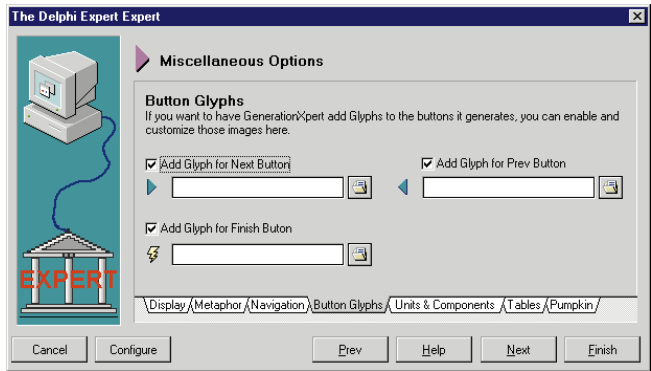 The Delphi Expert Expert
Miscellaneous Options
Button Glyphs
If you want to have GenerationXpert add Glyphs to the buttons it generates, you can enable and
customize those images here.
Add Glyph for Next Button
Add Glyph for Prev Button
Add Glyph for Finish Buton
EXPERT
Display Metaphor Navigation Button Glyphs Units & Components Tables Pumpkin
Cancel Configure Prev Help Next Finish